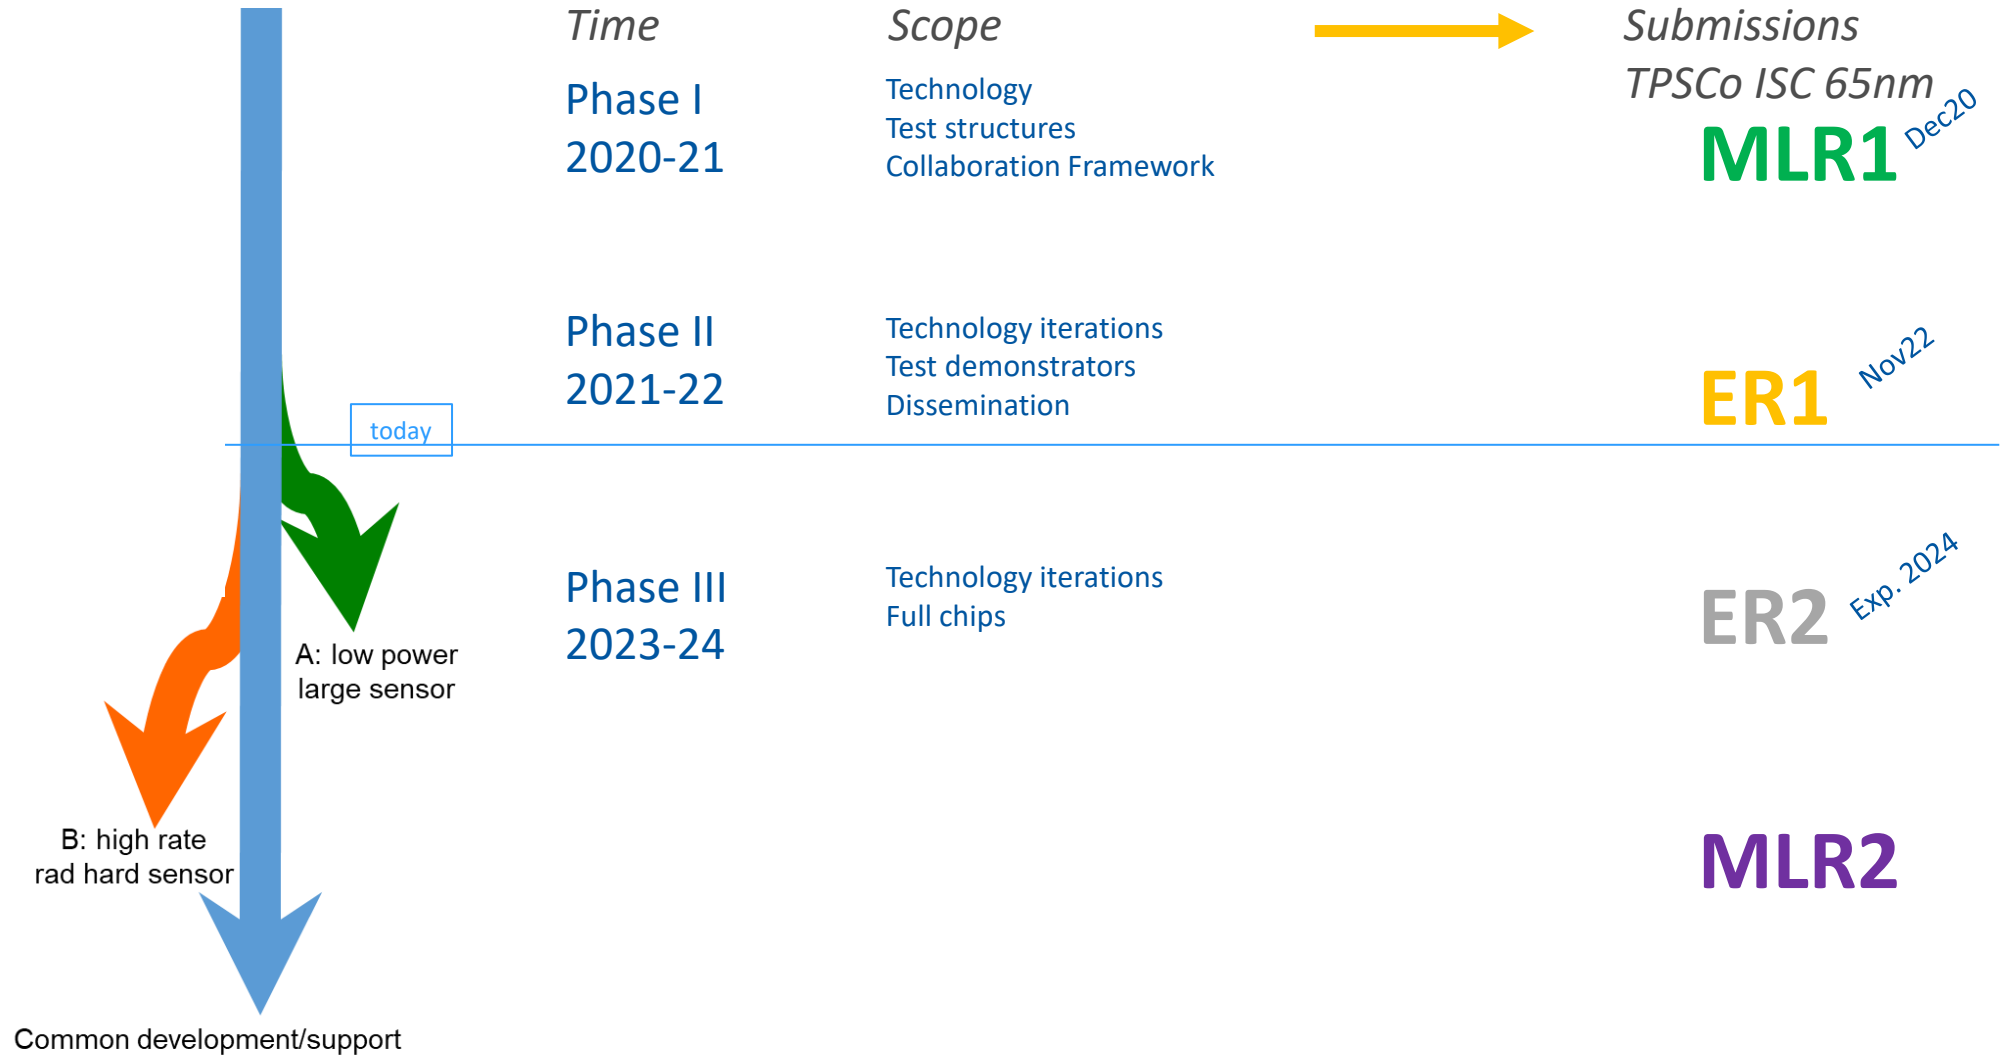 Time
Scope
Submissions
TPSCo ISC 65nm
Phase I
2020-21
Technology
Test structures
Collaboration Framework
MLR1
Dec20
Phase II
2021-22
Technology iterations
Test demonstrators
Dissemination
ER1
Nov22
today
Phase III
2023-24
Technology iterations
Full chips
ER2
Exp. 2024
A: low power
large sensor
B: high rate
rad hard sensor
MLR2
Common development/support